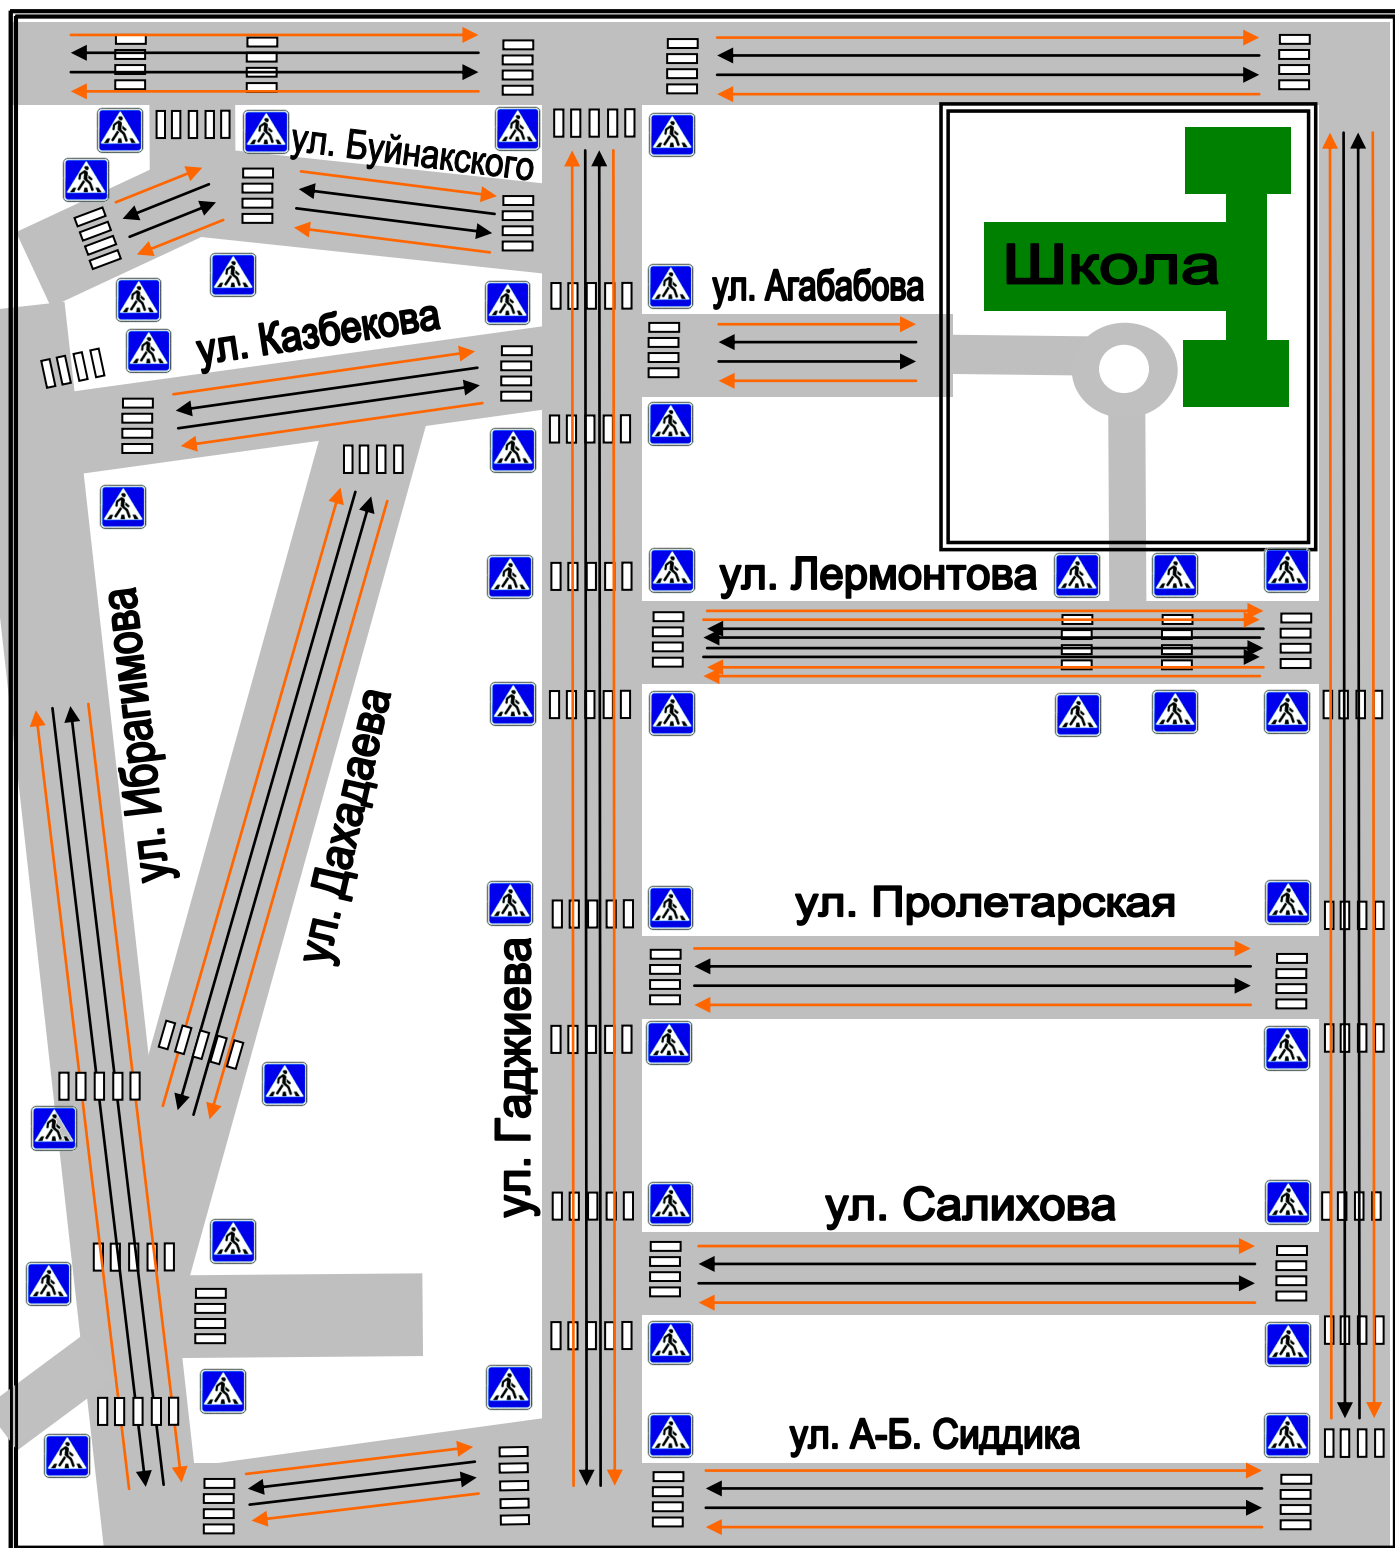 ул. Буйнакского
Школа
ул. Агабабова
ул. Казбекова
ул. Лермонтова
ул. Ибрагимова
ул. Дахадаева
ул. Пролетарская
ул. Гаджиева
ул. Салихова
ул. А-Б. Сиддика